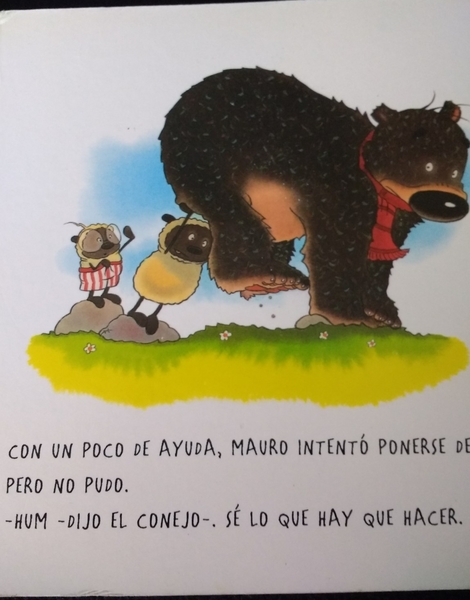 CON UN POCO DE AYUDA, MAURO INTENTÓ PONERSE DE
PERO NO PUDO.
-HUM -DIJO EL CONEJO-. SÉ LO QUE HAY QUE HACER.